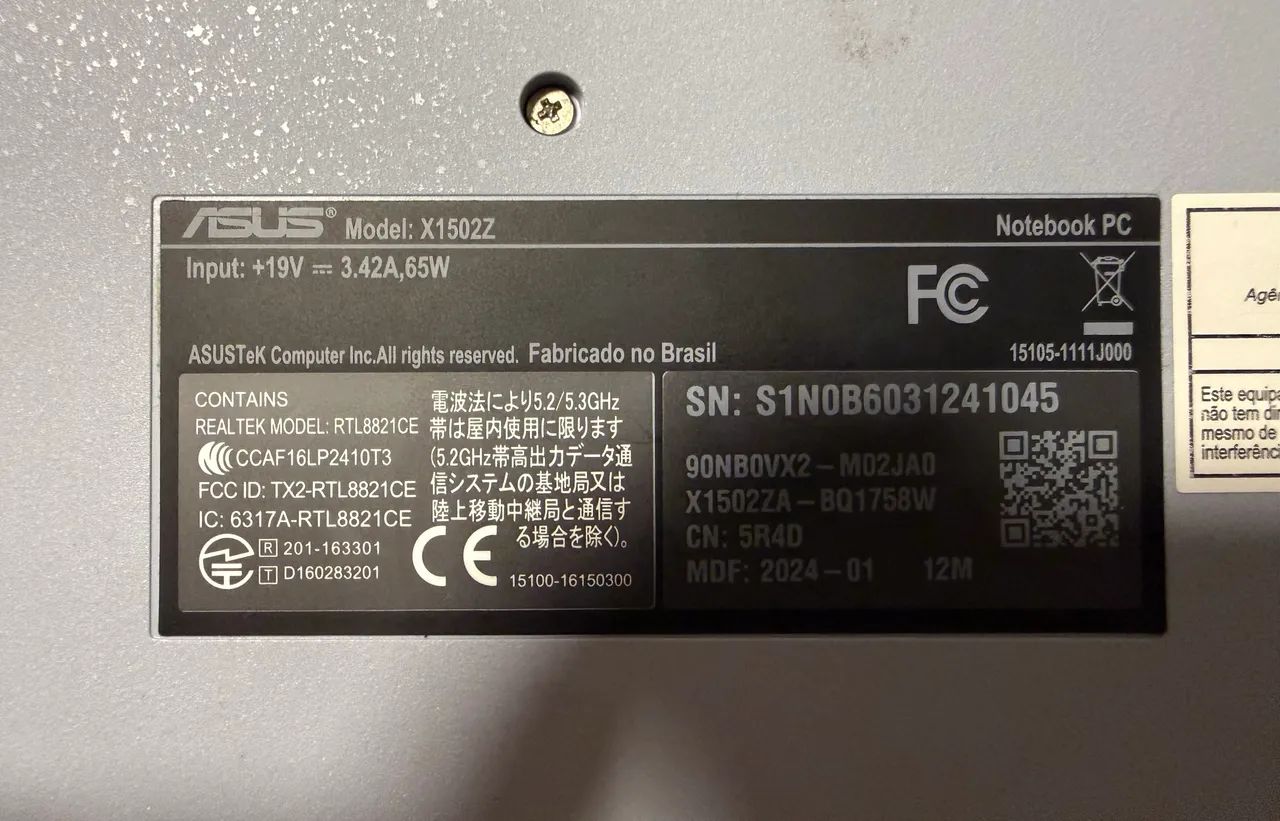 ASUS® Model: X1502Z Notebook PC
Input: +19V ⎓ 3.42A,65W
FC
ASUSTeK Computer Inc.All rights reserved. Fabricado no Brasil
15105-1111J000
CONTAINS
REALTEK MODEL: RTL8821CE
CCAF16LP2410T3
FCC ID: TX2-RTL8821CE
IC: 6317A-RTL8821CE
R 201-163301
T D160283201
電波法により5.2/5.3GHz
帯は屋内使用に限ります
(5.2GHz帯高出力データ通
信システムの基地局又は
陸上移動中継局と通信す
る場合を除く)。
CE
15100-16150300
SN: S1N0B6031241045
90NB0VX2-M02JA0
X1502ZA-BQ1758W
CN: 5R4D
MDF: 2024-01 12M
Este
não tem
mesmo de